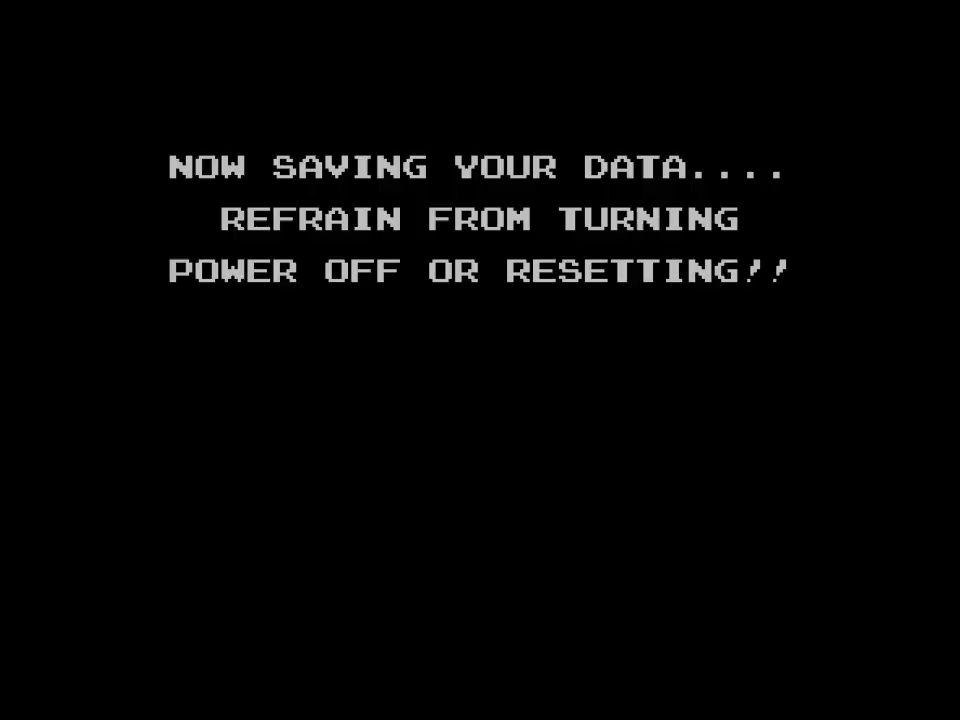 NOW SAVING YOUR DATA....
REFRAIN FROM TURNING
POWER OFF OR RESETTING!!